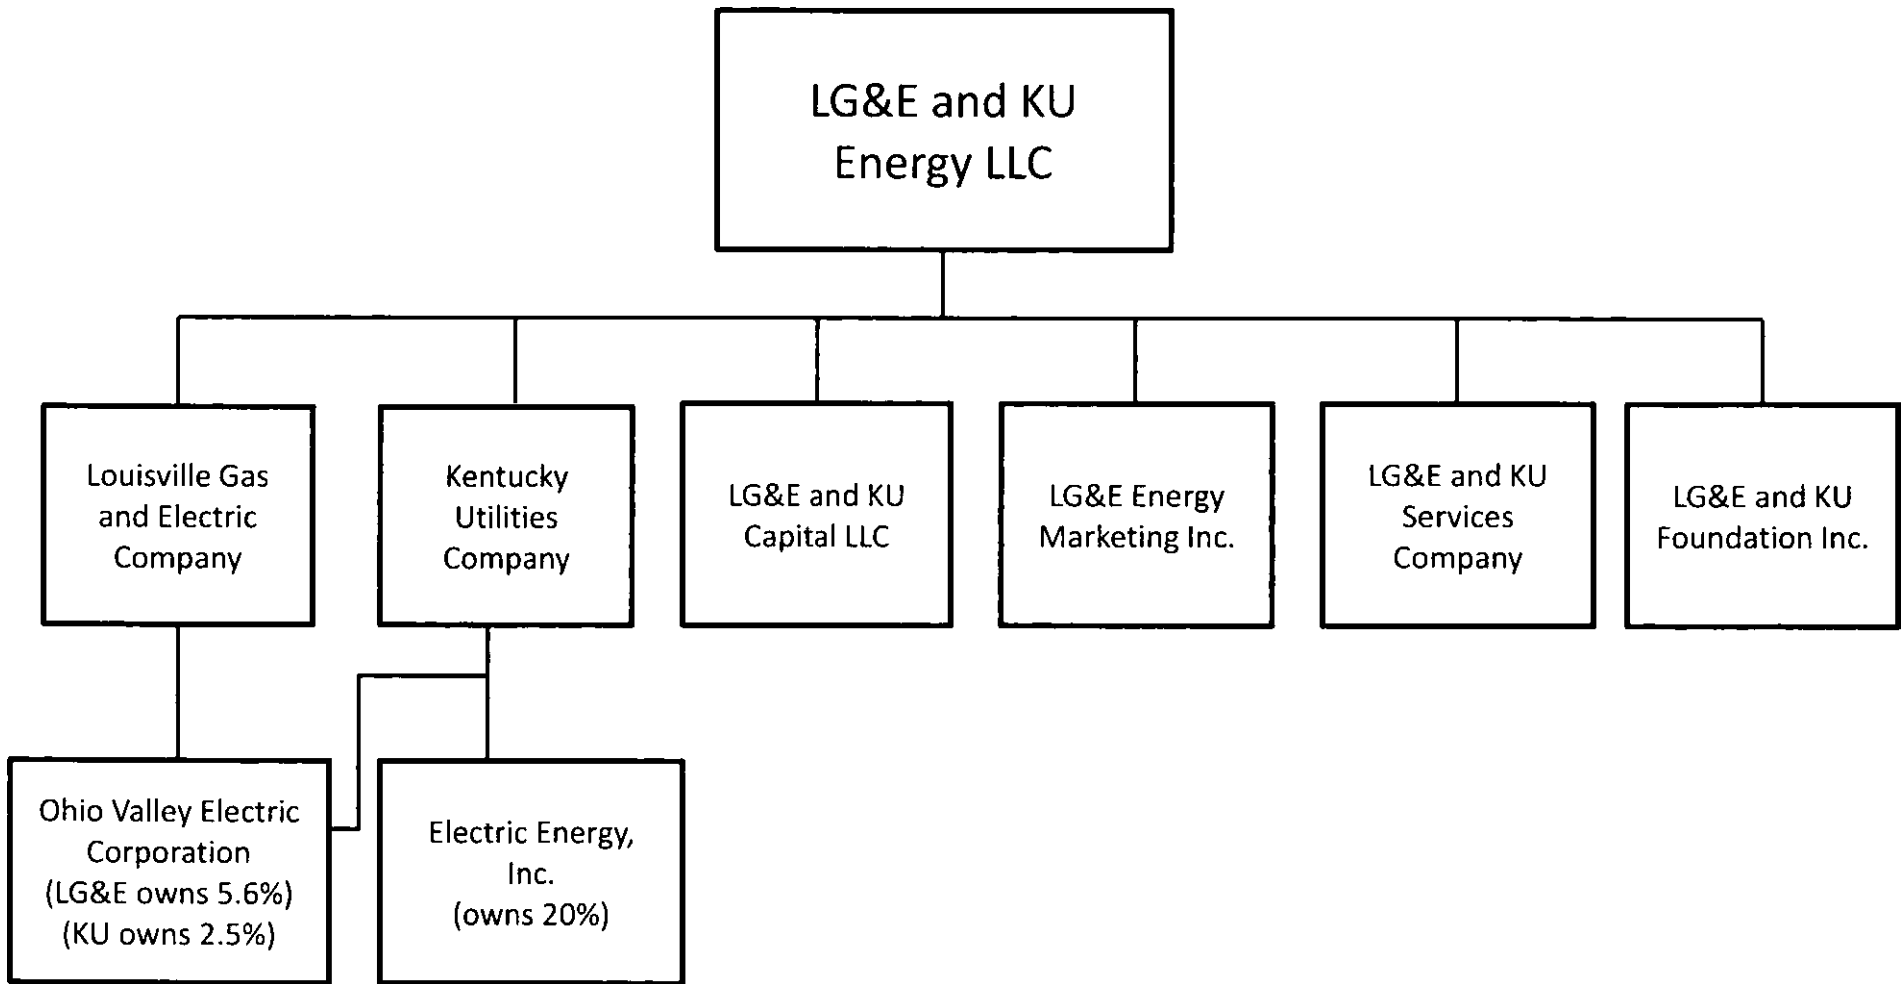 LG&E and KU
Energy LLC
Louisville Gas
and Electric
Company
Kentucky
Utilities
Company
LG&E and KU
Capital LLC
LG&E Energy
Marketing Inc.
LG&E and KU
Services
Company
LG&E and KU
Foundation Inc.
Ohio Valley Electric
Corporation
(LG&E owns 5.6%)
(KU owns 2.5%)
Electric Energy,
Inc.
(owns 20%)